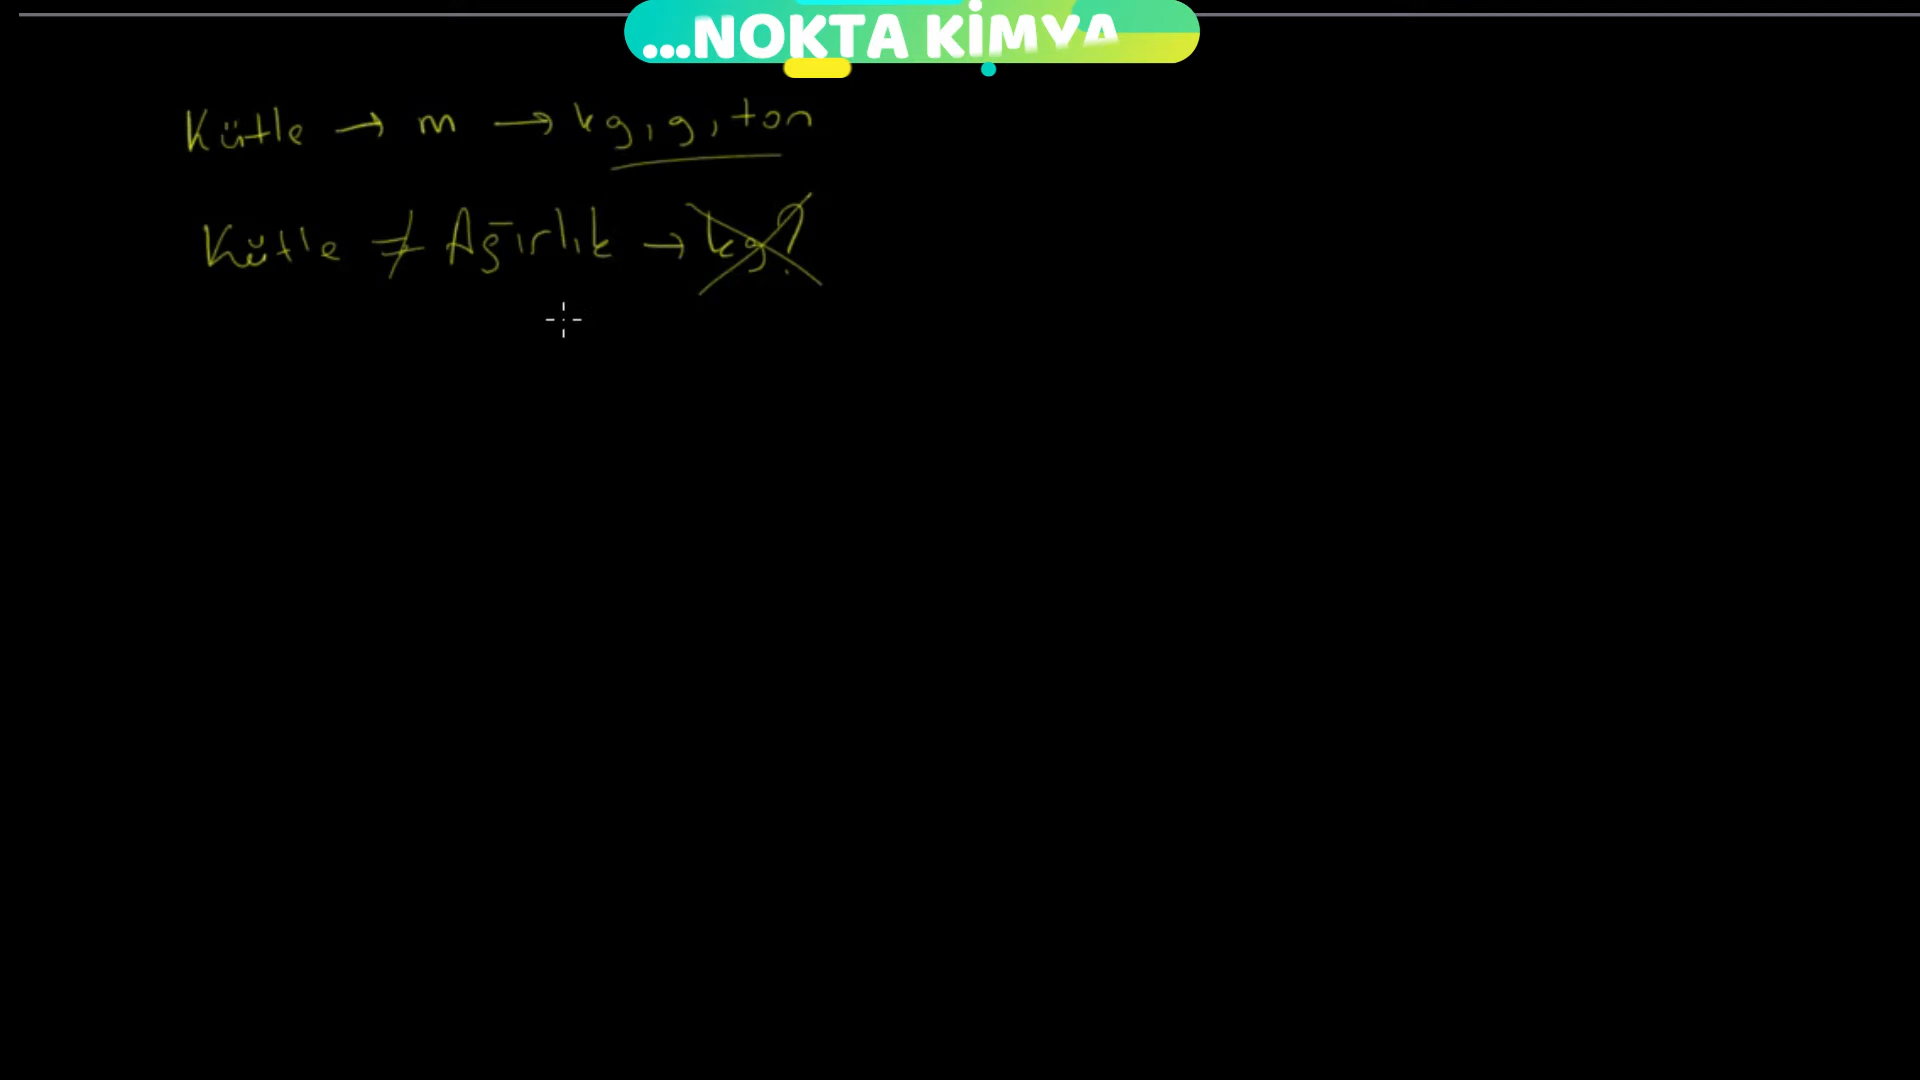 ...NOKTA KİMYA
Kütle → m → kg, g, ton
Kütle ≠ Ağırlık → kg?